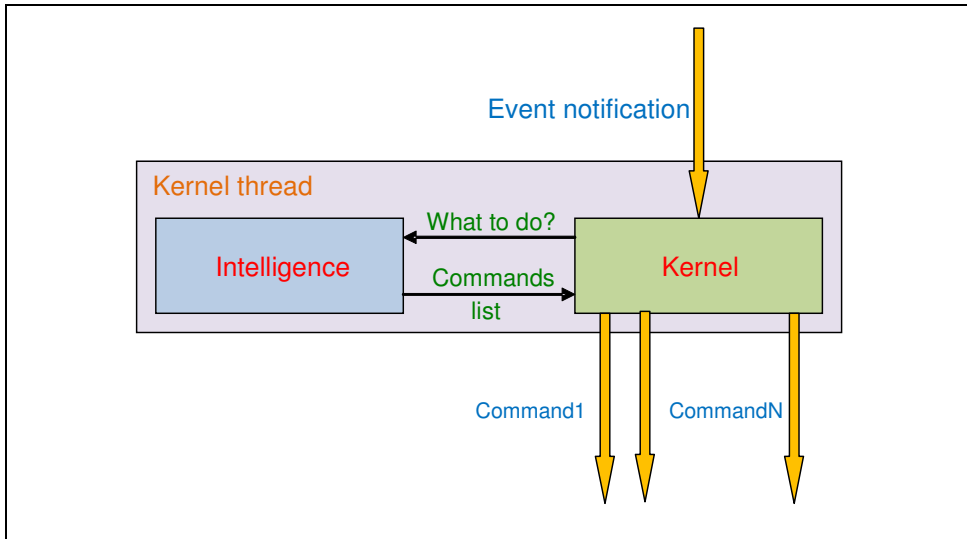 Event notification
Kernel thread
What to do?
Intelligence
Kernel
Commands
list
Command1
CommandN